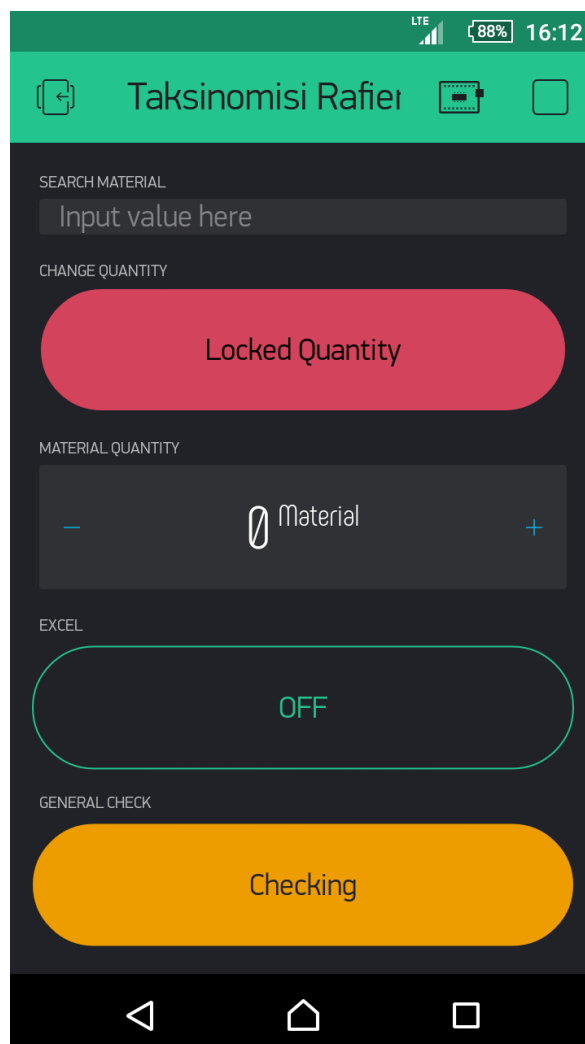 LTE 88% 16:12
Taksinomisi Rafier
SEARCH MATERIAL
Input value here
CHANGE QUANTITY
Locked Quantity
MATERIAL QUANTITY
− 0 Material +
EXCEL
OFF
GENERAL CHECK
Checking